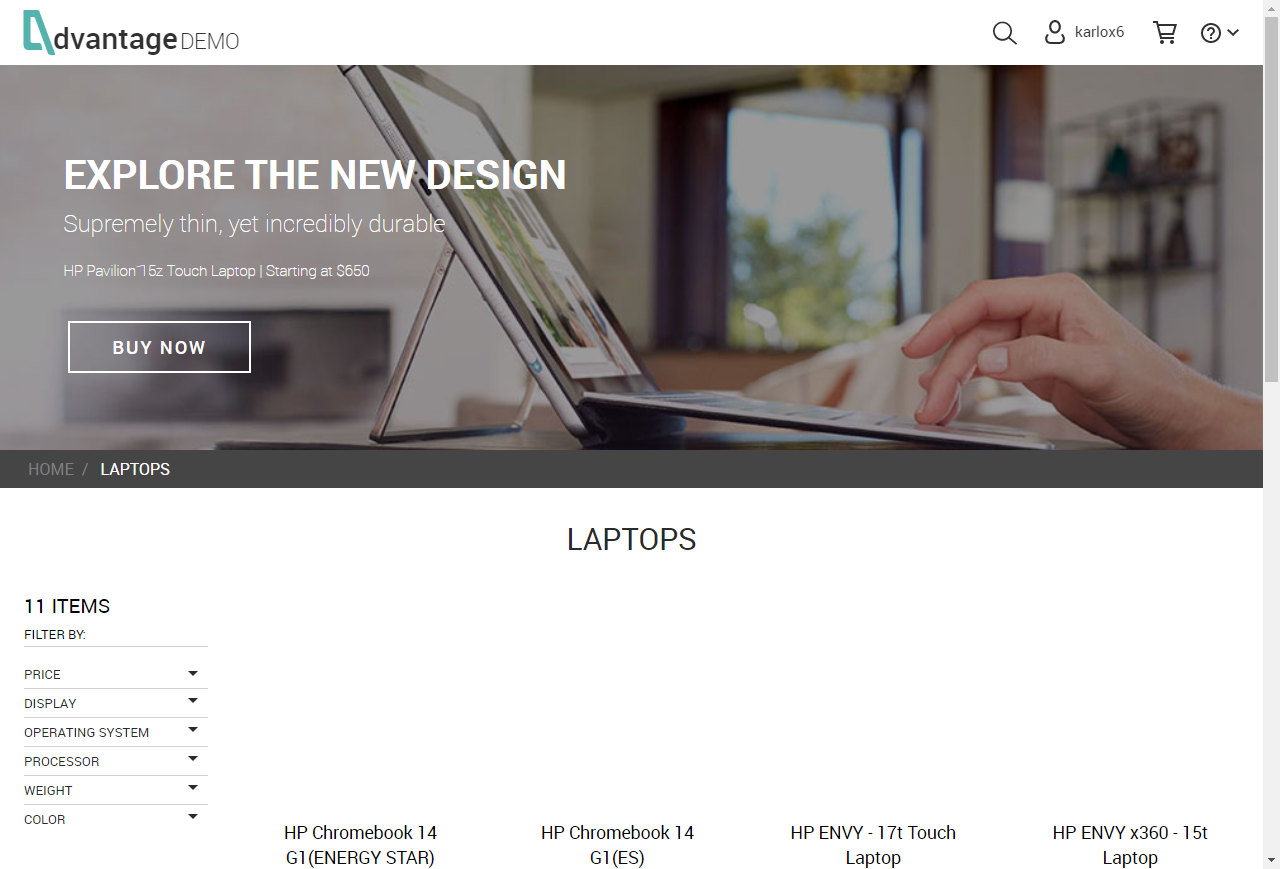 dvantage DEMO
karlox6
EXPLORE THE NEW DESIGN
Supremely thin, yet incredibly durable
HP Pavilion 15z Touch Laptop | Starting at $650
BUY NOW
HOME / LAPTOPS
LAPTOPS
11 ITEMS
FILTER BY:
PRICE
DISPLAY
OPERATING SYSTEM
PROCESSOR
WEIGHT
COLOR
HP Chromebook 14
G1(ENERGY STAR)
HP Chromebook 14
G1(ES)
HP ENVY - 17t Touch
Laptop
HP ENVY x360 - 15t
Laptop